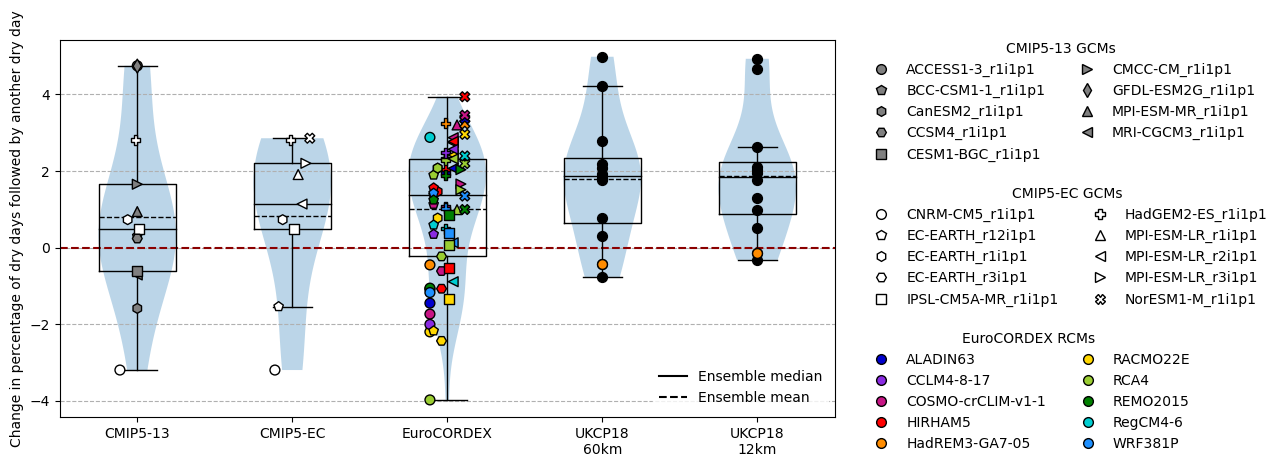 Change in percentage of dry days followed by another dry day
4
2
0
−2
−4
CMIP5-13
CMIP5-EC
EuroCORDEX
UKCP18
60km
UKCP18
12km
Ensemble median
Ensemble mean
CMIP5-13 GCMs
ACCESS1-3_r1i1p1
BCC-CSM1-1_r1i1p1
CanESM2_r1i1p1
CCSM4_r1i1p1
CESM1-BGC_r1i1p1
CMCC-CM_r1i1p1
GFDL-ESM2G_r1i1p1
MPI-ESM-MR_r1i1p1
MRI-CGCM3_r1i1p1
CMIP5-EC GCMs
CNRM-CM5_r1i1p1
EC-EARTH_r12i1p1
EC-EARTH_r1i1p1
EC-EARTH_r3i1p1
IPSL-CM5A-MR_r1i1p1
HadGEM2-ES_r1i1p1
MPI-ESM-LR_r1i1p1
MPI-ESM-LR_r2i1p1
MPI-ESM-LR_r3i1p1
NorESM1-M_r1i1p1
EuroCORDEX RCMs
ALADIN63
CCLM4-8-17
COSMO-crCLIM-v1-1
HIRHAM5
HadREM3-GA7-05
RACMO22E
RCA4
REMO2015
RegCM4-6
WRF381P